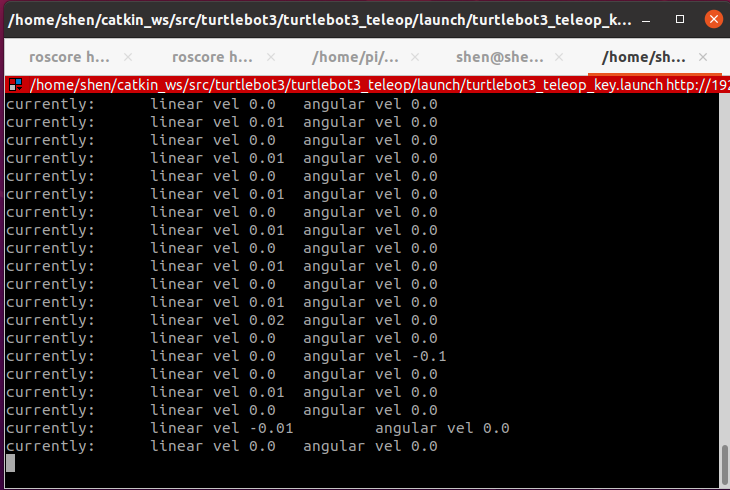 /home/shen/catkin_ws/src/turtlebot3/turtlebot3_teleop/launch/turtlebot3_teleop_k...
roscore h... roscore h... /home/pi/... shen@she... /home/sh...
/home/shen/catkin_ws/src/turtlebot3/turtlebot3_teleop/launch/turtlebot3_teleop_key.launch http://192
currently: linear vel 0.0 angular vel 0.0
currently: linear vel 0.01 angular vel 0.0
currently: linear vel 0.0 angular vel 0.0
currently: linear vel 0.01 angular vel 0.0
currently: linear vel 0.0 angular vel 0.0
currently: linear vel 0.01 angular vel 0.0
currently: linear vel 0.0 angular vel 0.0
currently: linear vel 0.01 angular vel 0.0
currently: linear vel 0.0 angular vel 0.0
currently: linear vel 0.01 angular vel 0.0
currently: linear vel 0.0 angular vel 0.0
currently: linear vel 0.01 angular vel 0.0
currently: linear vel 0.02 angular vel 0.0
currently: linear vel 0.0 angular vel 0.0
currently: linear vel 0.0 angular vel -0.1
currently: linear vel 0.0 angular vel 0.0
currently: linear vel 0.01 angular vel 0.0
currently: linear vel 0.0 angular vel 0.0
currently: linear vel -0.01 angular vel 0.0
currently: linear vel 0.0 angular vel 0.0